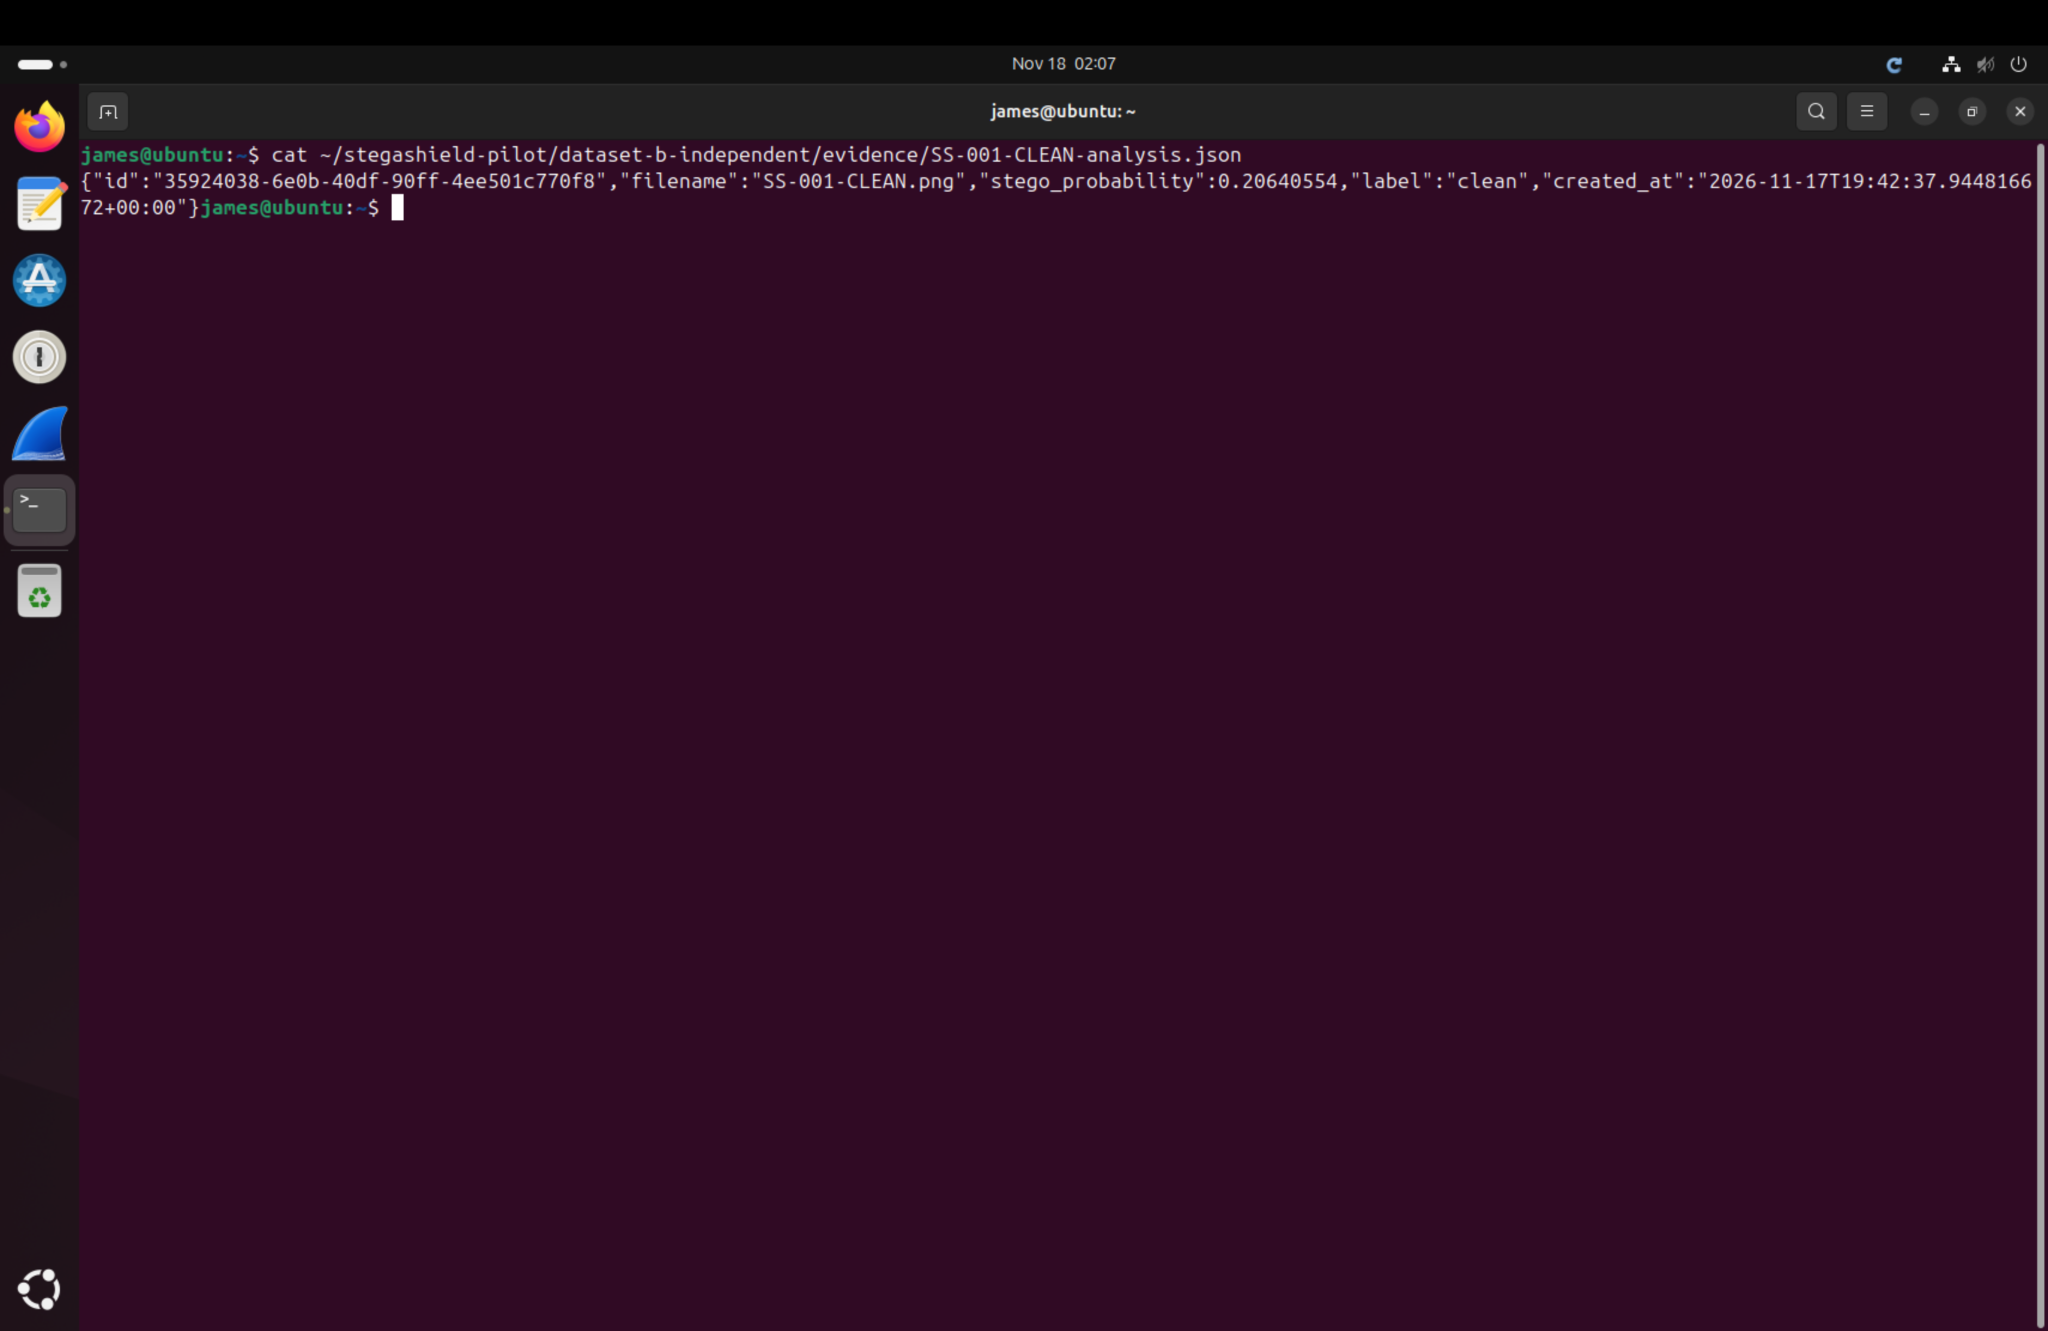 Nov 18 02:07
james@ubuntu: ~
james@ubuntu:~$ cat ~/stegashield-pilot/dataset-b-independent/evidence/SS-001-CLEAN-analysis.json
{"id":"35924038-6e0b-40df-90ff-4ee501c770f8","filename":"SS-001-CLEAN.png","stego_probability":0.20640554,"label":"clean","created_at":"2026-11-17T19:42:37.9448166
72+00:00"}james@ubuntu:~$